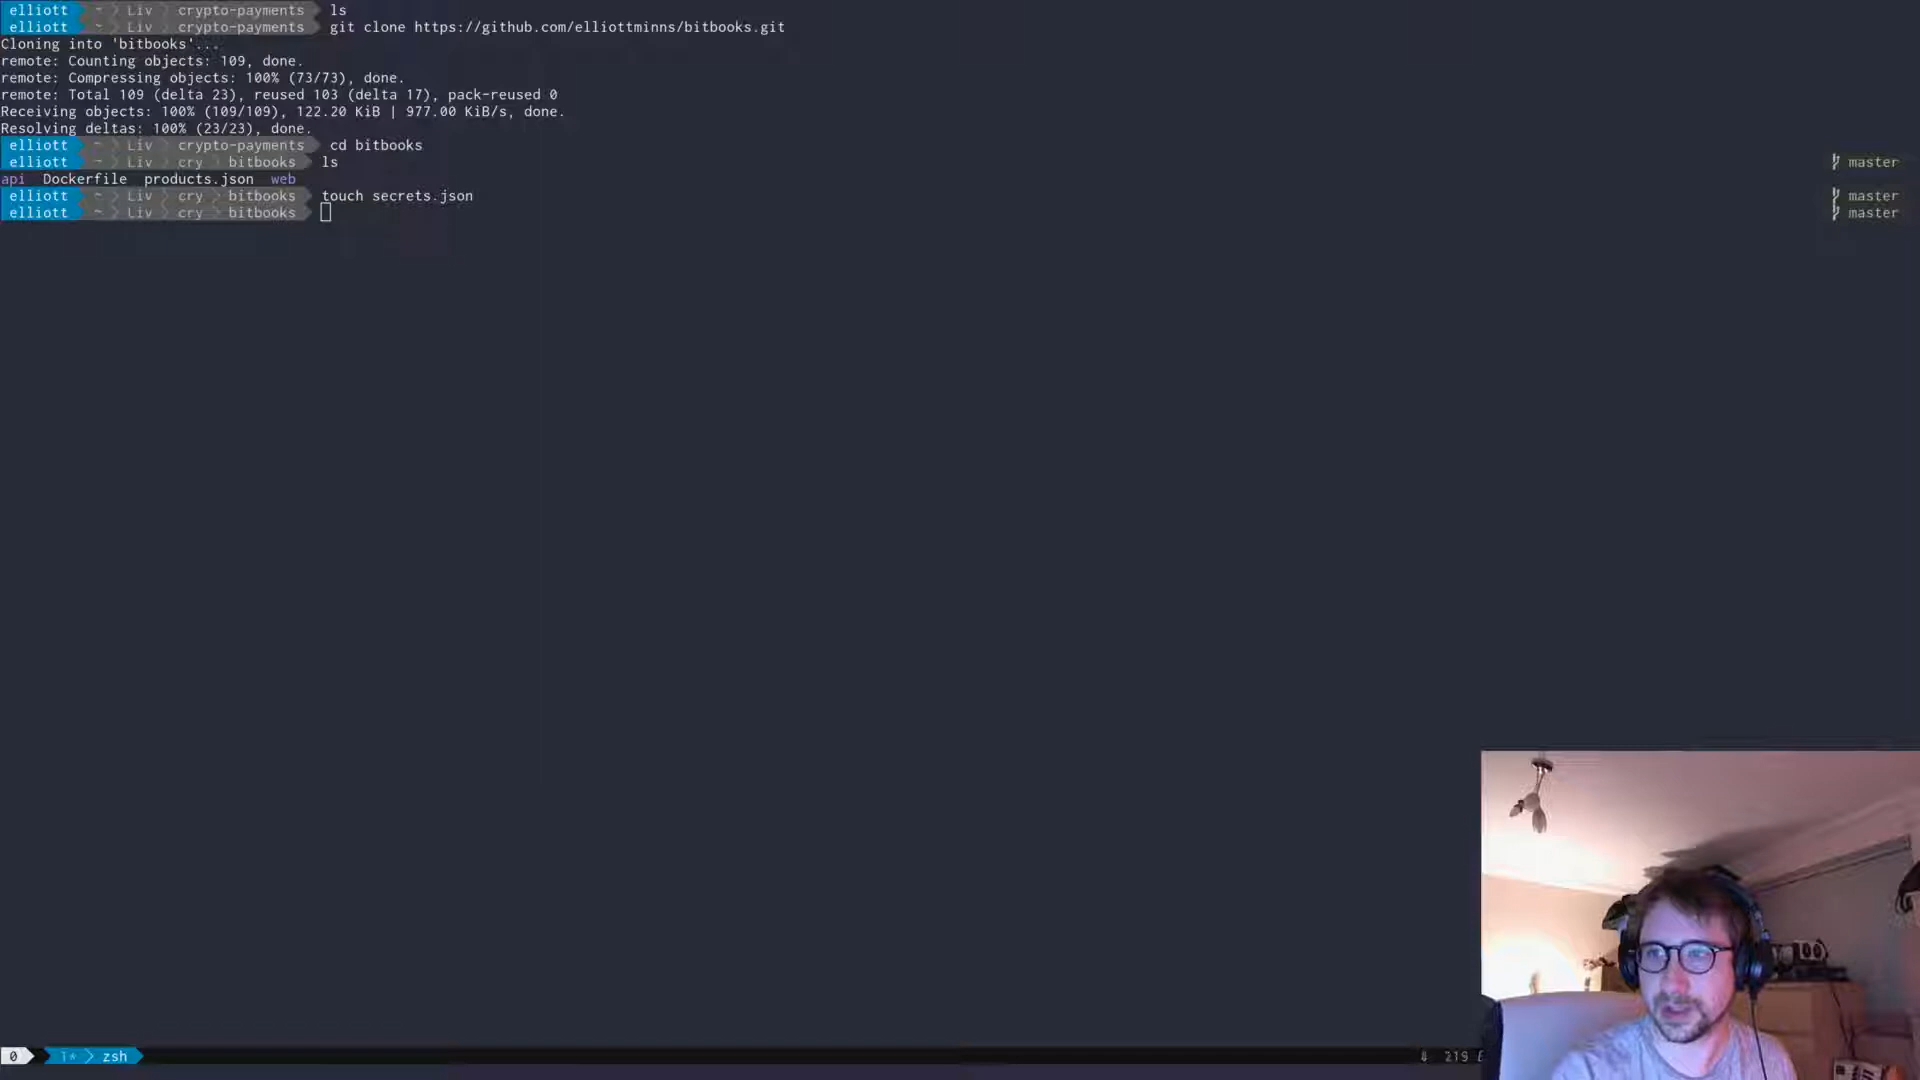 elliott ~ Liv crypto-payments ls
elliott ~ Liv crypto-payments git clone https://github.com/elliottminns/bitbooks.git
Cloning into 'bitbooks'...
remote: Counting objects: 109, done.
remote: Compressing objects: 100% (73/73), done.
remote: Total 109 (delta 23), reused 103 (delta 17), pack-reused 0
Receiving objects: 100% (109/109), 122.20 KiB | 977.00 KiB/s, done.
Resolving deltas: 100% (23/23), done.
elliott ~ Liv crypto-payments cd bitbooks
elliott ~ Liv cry bitbooks ls master
api Dockerfile products.json web
elliott ~ Liv cry bitbooks touch secrets.json master
elliott ~ Liv cry bitbooks master
0 1* zsh ⇓ 219